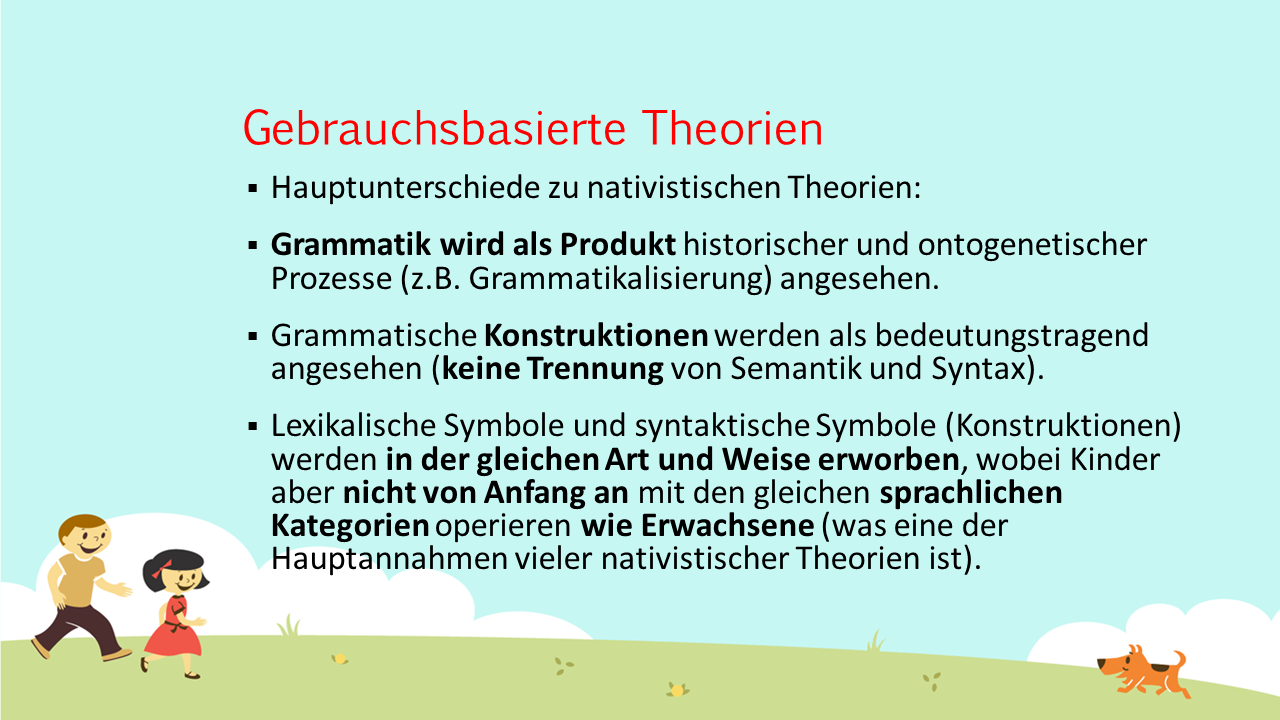 Gebrauchsbasierte Theorien
▪ Hauptunterschiede zu nativistischen Theorien:
▪ Grammatik wird als Produkt historischer und ontogenetischer
Prozesse (z.B. Grammatikalisierung) angesehen.
▪ Grammatische Konstruktionen werden als bedeutungstragend
angesehen (keine Trennung von Semantik und Syntax).
▪ Lexikalische Symbole und syntaktische Symbole (Konstruktionen)
werden in der gleichen Art und Weise erworben, wobei Kinder
aber nicht von Anfang an mit den gleichen sprachlichen
Kategorien operieren wie Erwachsene (was eine der
Hauptannahmen vieler nativistischer Theorien ist).